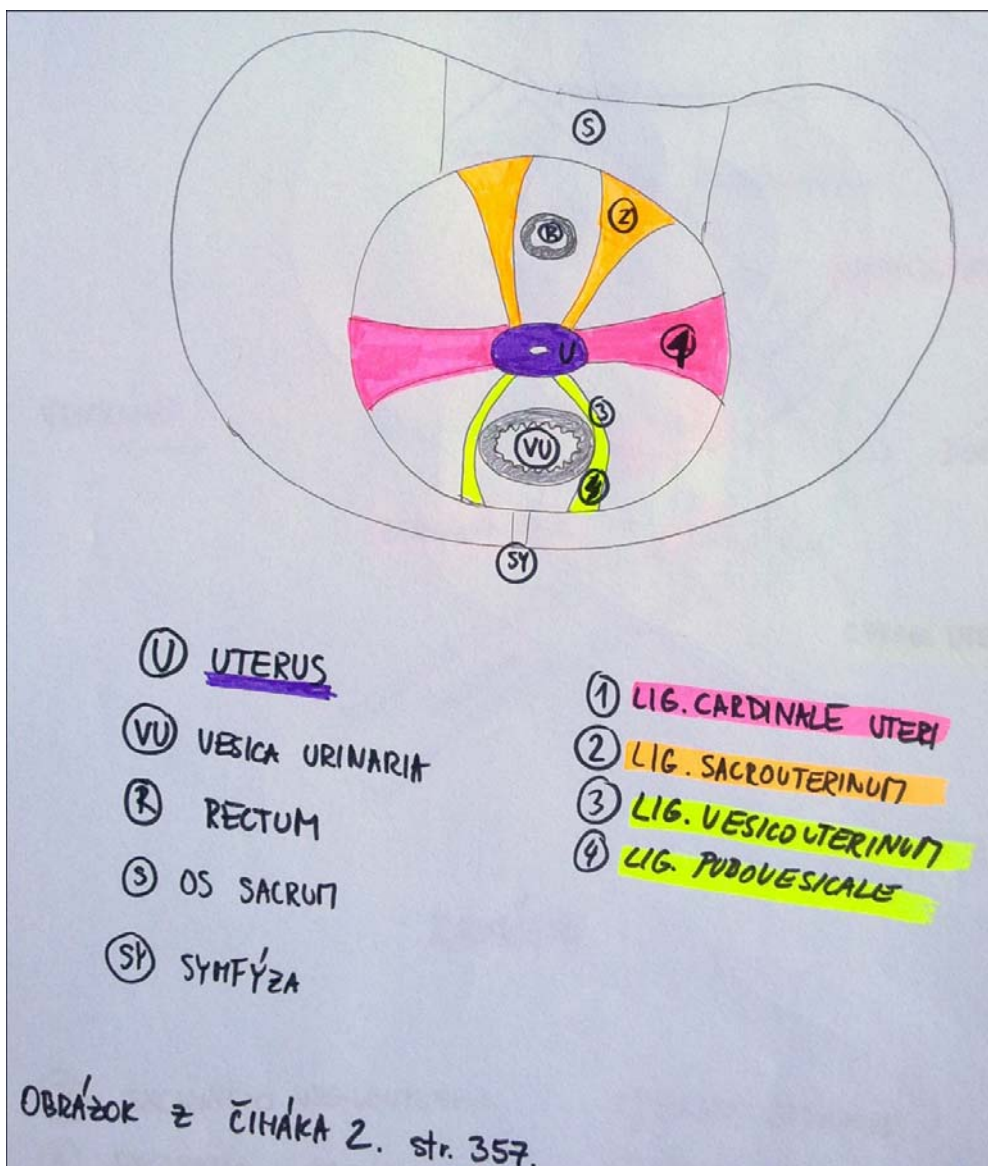 S
2
R
U
1
3
VU
4
SY
U UTERUS
VU VESICA URINARIA
R RECTUM
S OS SACRUM
SY SYMFÝZA
1 LIG. CARDINALE UTERI
2 LIG. SACROUTERINUM
3 LIG. VESICOUTERINUM
4 LIG. PUBOVESICALE
OBRÁZOK Z ČIHÁKA 2. str. 357.